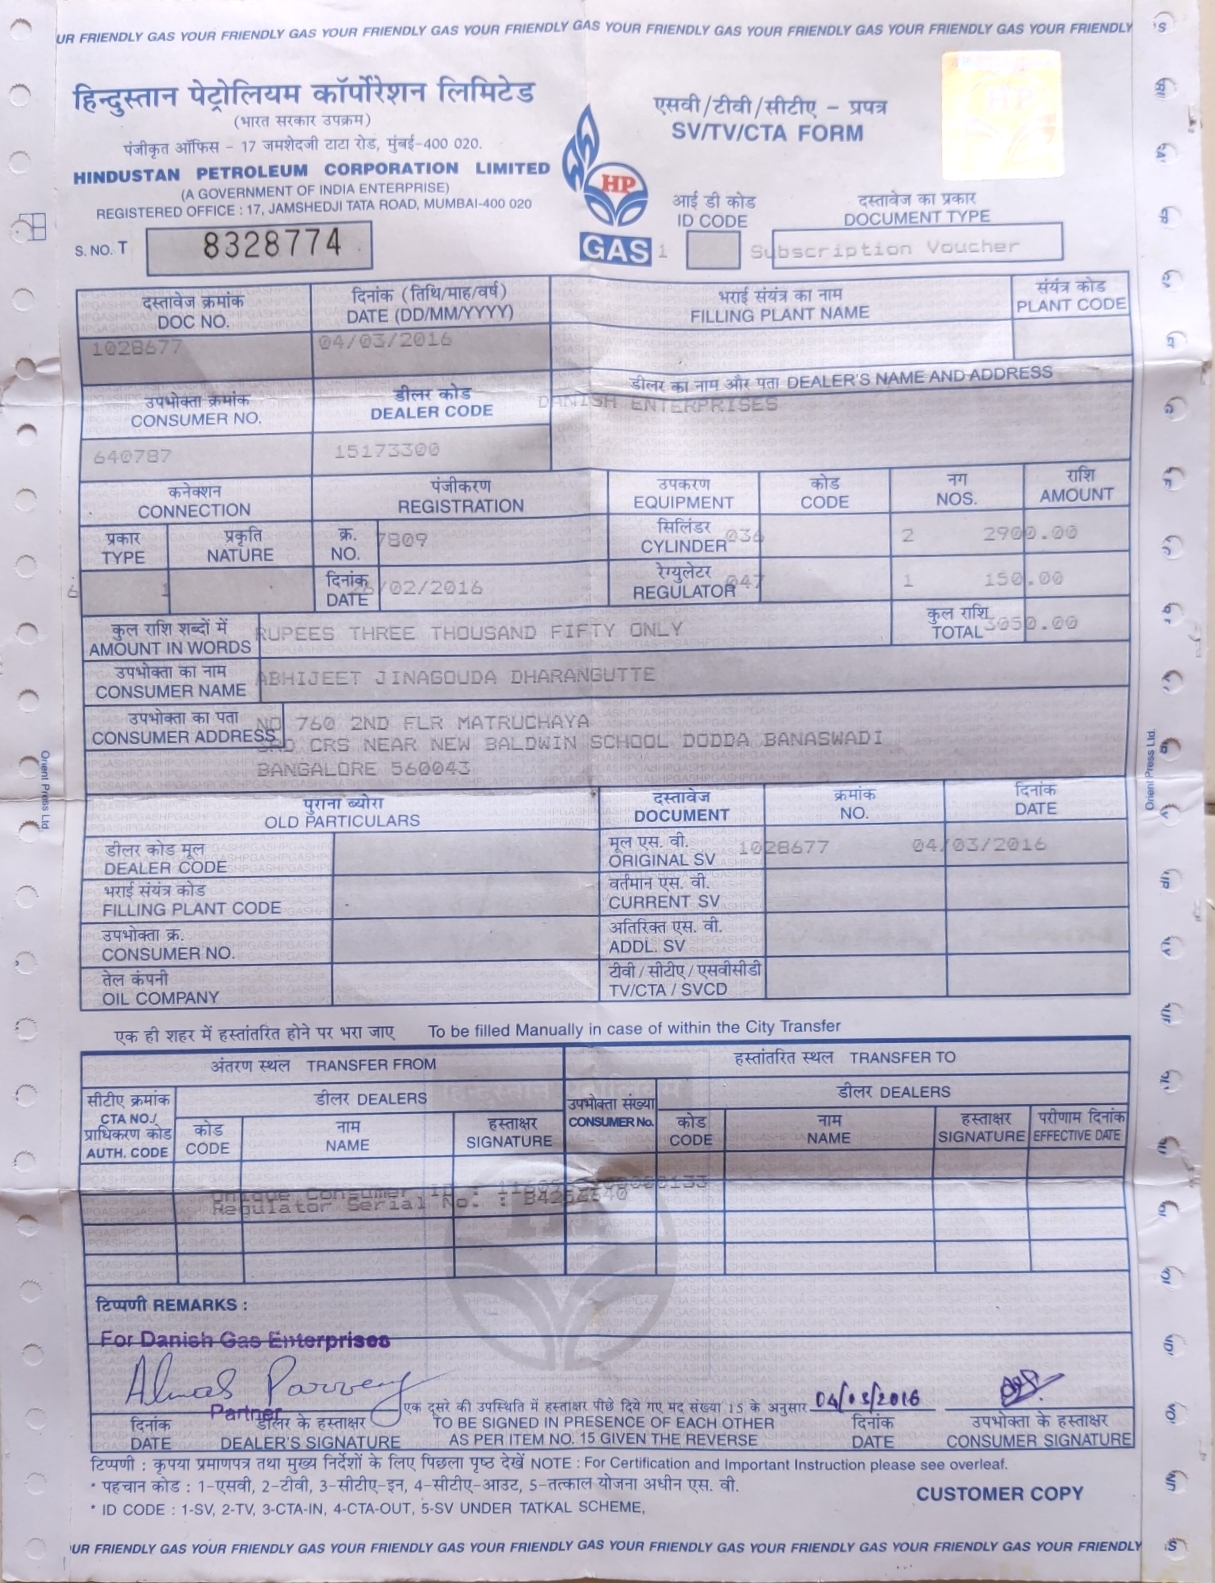 UR FRIENDLY GAS YOUR FRIENDLY GAS YOUR FRIENDLY GAS YOUR FRIENDLY GAS YOUR FRIENDLY GAS YOUR FRIENDLY GAS YOUR FRIENDLY GAS YOUR FRIENDLY
हिन्दुस्तान पेट्रोलियम कॉर्पोरेशन लिमिटेड
(भारत सरकार उपक्रम)
पंजीकृत ऑफिस - 17 जमशेदजी टाटा रोड, मुंबई-400 020.
HINDUSTAN PETROLEUM CORPORATION LIMITED
(A GOVERNMENT OF INDIA ENTERPRISE)
REGISTERED OFFICE : 17, JAMSHEDJI TATA ROAD, MUMBAI-400 020
S. NO. T 8328774
HP
GAS
एसवी/टीवी/सीटीए - प्रपत्र
SV/TV/CTA FORM
HP
आई डी कोड दस्तावेज का प्रकार
ID CODE DOCUMENT TYPE
1 Subscription Voucher
दस्तावेज क्रमांक दिनांक (तिथि/माह/वर्ष) भराई संयंत्र का नाम संयंत्र कोड
DOC NO. DATE (DD/MM/YYYY) FILLING PLANT NAME PLANT CODE
1028677 04/03/2016
उपभोक्ता क्रमांक डीलर कोड डीलर का नाम और पता DEALER'S NAME AND ADDRESS
CONSUMER NO. DEALER CODE DANISH ENTERPRISES
640787 15173300
कनेक्शन पंजीकरण उपकरण कोड नग राशि
CONNECTION REGISTRATION EQUIPMENT CODE NOS. AMOUNT
प्रकार प्रकृति क्र. 7809 सिलिंडर
TYPE NATURE NO. CYLINDER 036 2 2900.00
6 1 दिनांक /02/2016 रेग्युलेटर
DATE REGULATOR 047 1 150.00
कुल राशि शब्दों में RUPEES THREE THOUSAND FIFTY ONLY कुल राशि 3050.00
AMOUNT IN WORDS TOTAL
उपभोक्ता का नाम ABHIJEET JINAGOUDA DHARANGUTTE
CONSUMER NAME
उपभोक्ता का पता NO 760 2ND FLR MATRUCHAYA
CONSUMER ADDRESS 3RD CRS NEAR NEW BALDWIN SCHOOL DODDA BANASWADI
BANGALORE 560043
पुराना ब्योरा दस्तावेज क्रमांक दिनांक
OLD PARTICULARS DOCUMENT NO. DATE
डीलर कोड मूल मूल एस. वी. 1028677 04/03/2016
DEALER CODE ORIGINAL SV
भराई संयंत्र कोड वर्तमान एस. वी.
FILLING PLANT CODE CURRENT SV
उपभोक्ता क्र. अतिरिक्त एस. वी.
CONSUMER NO. ADDL. SV
तेल कंपनी टीवी/सीटीए/एसवीसीडी
OIL COMPANY TV/CTA / SVCD
Orient Press Ltd
Orient Press Ltd.
एक ही शहर में हस्तांतरित होने पर भरा जाए To be filled Manually in case of within the City Transfer
अंतरण स्थल TRANSFER FROM हस्तांतरित स्थल TRANSFER TO
सीटीए क्रमांक डीलर DEALERS उपभोक्ता संख्या डीलर DEALERS
CTA NO./ CONSUMER No.
प्राधिकरण कोड कोड नाम हस्ताक्षर कोड नाम हस्ताक्षर परीणाम दिनांक
AUTH. CODE CODE NAME SIGNATURE CODE NAME SIGNATURE EFFECTIVE DATE
Unique Consumer ID :
Regulator Serial No. :
टिप्पणी REMARKS :
For Danish Gas Enterprises
Almas Parveen
Partner
04/03/2016
एक दूसरे की उपस्थिति में हस्ताक्षर पीछे दिये गए मद संख्या 15 के अनुसार
दिनांक डीलर के हस्ताक्षर TO BE SIGNED IN PRESENCE OF EACH OTHER दिनांक उपभोक्ता के हस्ताक्षर
DATE DEALER'S SIGNATURE AS PER ITEM NO. 15 GIVEN THE REVERSE DATE CONSUMER SIGNATURE
टिप्पणी : कृपया प्रमाणपत्र तथा मुख्य निर्देशों के लिए पिछला पृष्ठ देखें NOTE : For Certification and Important Instruction please see overleaf.
* पहचान कोड : 1-एसवी, 2-टीवी, 3-सीटीए-इन, 4-सीटीए-आउट, 5-तत्काल योजना अधीन एस. वी.
* ID CODE : 1-SV, 2-TV, 3-CTA-IN, 4-CTA-OUT, 5-SV UNDER TATKAL SCHEME,
CUSTOMER COPY
UR FRIENDLY GAS YOUR FRIENDLY GAS YOUR FRIENDLY GAS YOUR FRIENDLY GAS YOUR FRIENDLY GAS YOUR FRIENDLY GAS YOUR FRIENDLY GAS YOUR FRIENDLY